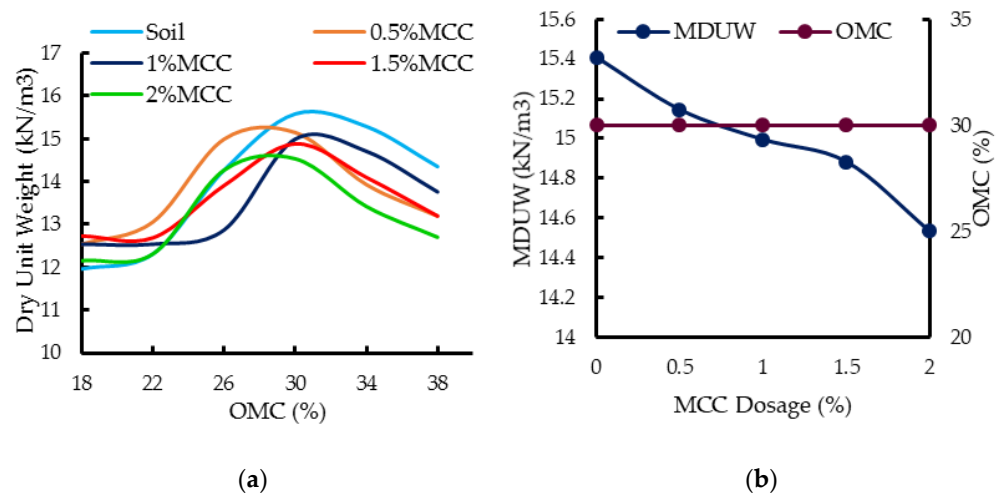 Soil
0.5%MCC
1%MCC
1.5%MCC
2%MCC
17
16
15
14
13
12
11
10
Dry Unit Weight (kN/m3)
18 22 26 30 34 38
OMC (%)
(a)
MDUW
OMC
15.6
15.4
15.2
15
14.8
14.6
14.4
14.2
14
MDUW (kN/m3)
35
30
25
20
OMC (%)
0 0.5 1 1.5 2
MCC Dosage (%)
(b)